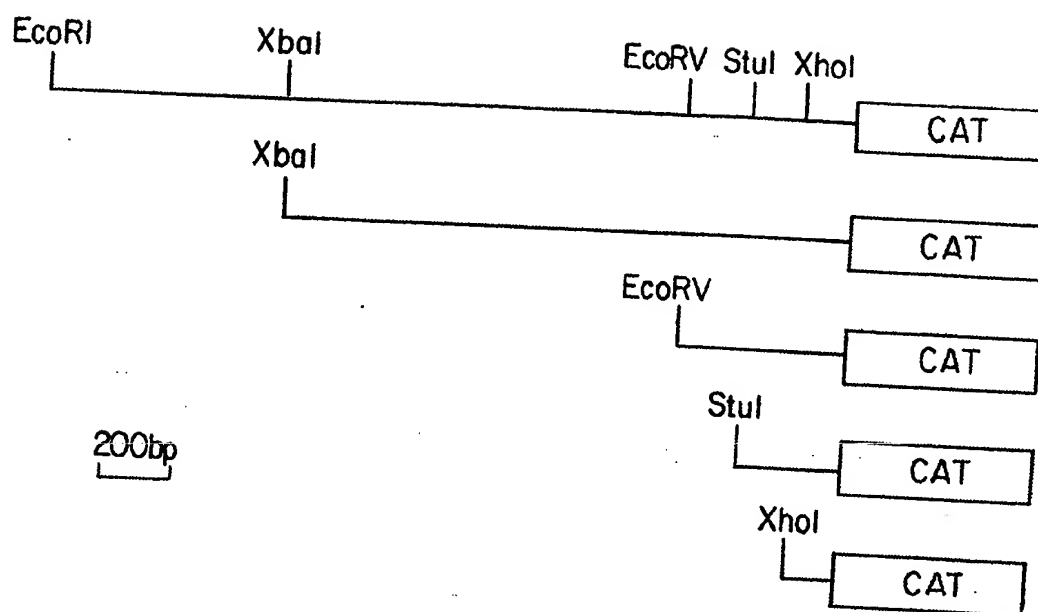 EcoRI XbaI EcoRV StuI XhoI
CAT
XbaI
CAT
EcoRV
CAT
StuI
200bp
CAT
XhoI
CAT